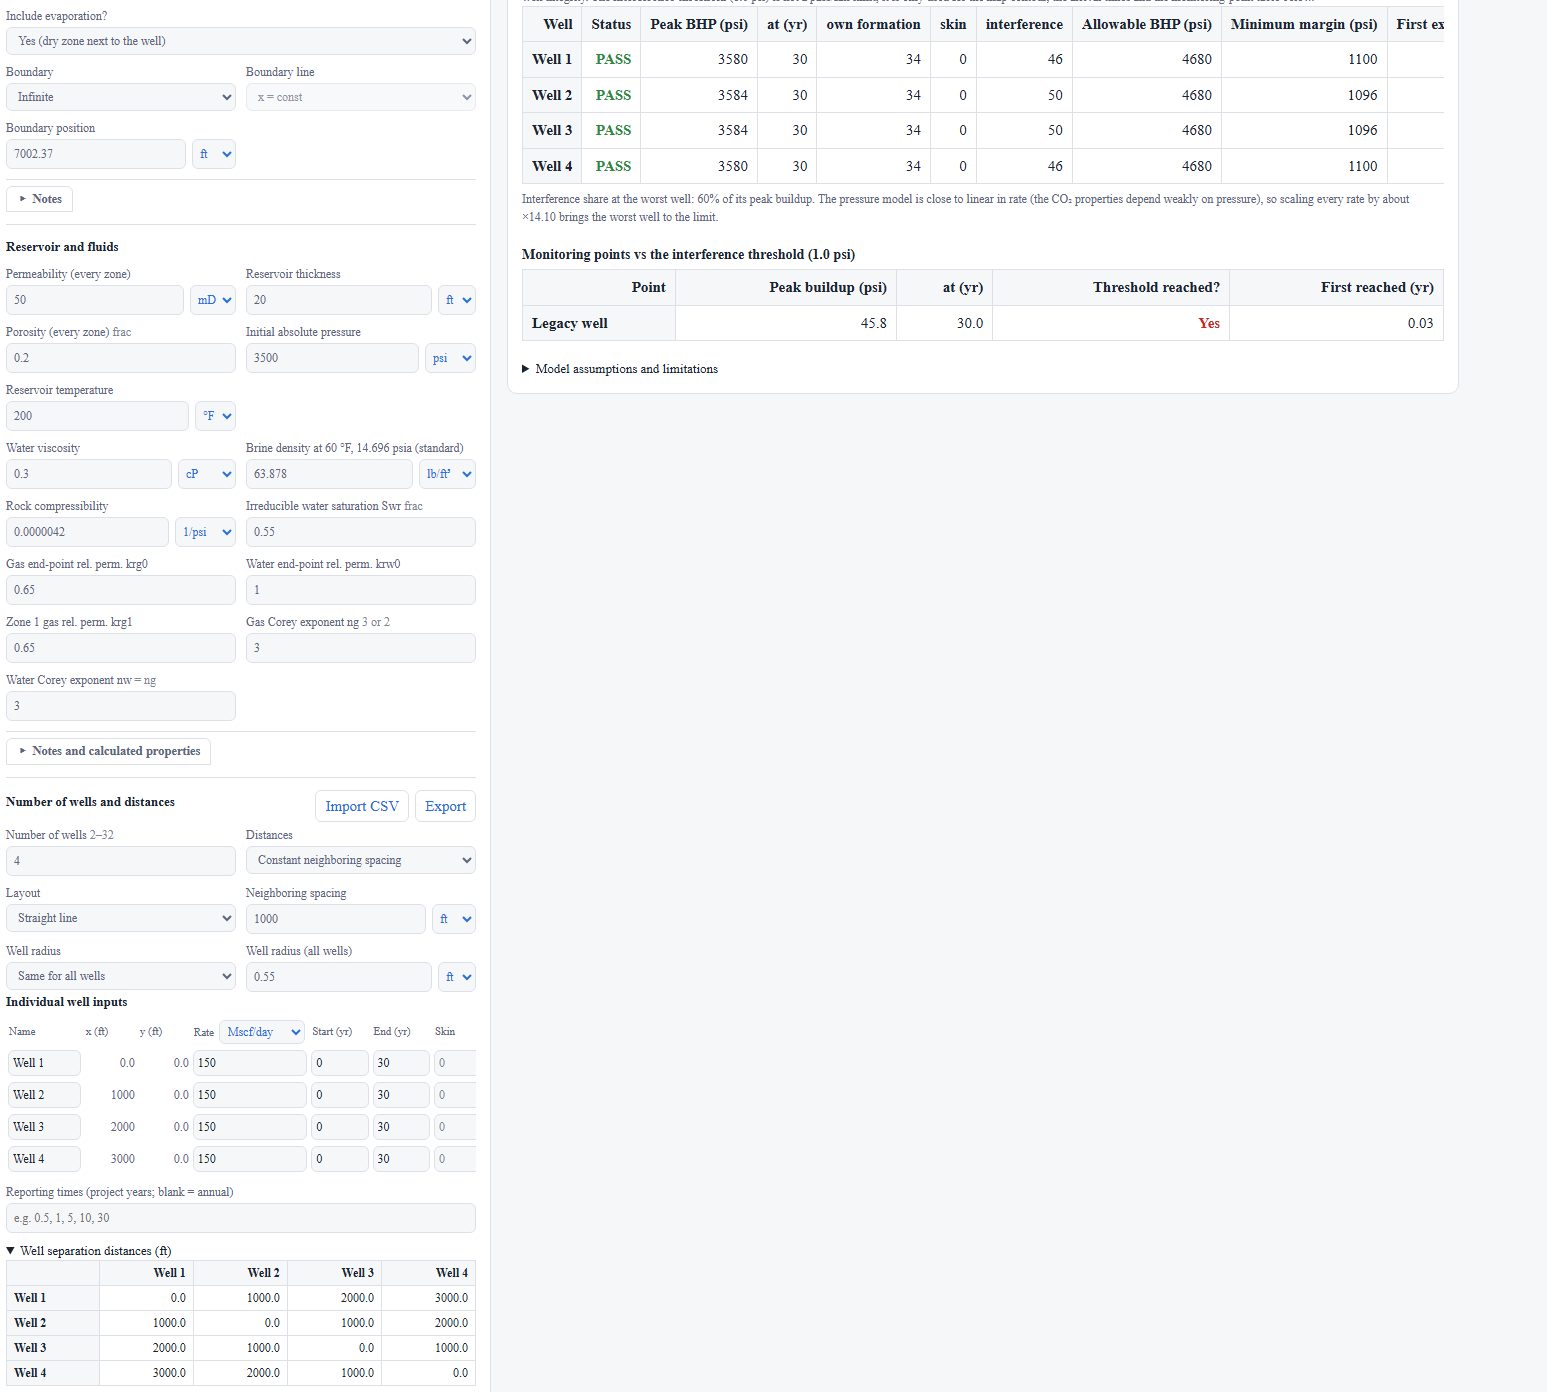 Include evaporation?
Yes (dry zone next to the well)
Boundary
Boundary line
Infinite
x = const
Boundary position
7002.37
ft
Notes
Reservoir and fluids
Permeability (every zone)
Reservoir thickness
50
mD
20
ft
Porosity (every zone) frac
Initial absolute pressure
0.2
3500
psi
Reservoir temperature
200
°F
Water viscosity
Brine density at 60 °F, 14.696 psia (standard)
0.3
cP
63.878
lb/ft³
Rock compressibility
Irreducible water saturation Swr frac
0.0000042
1/psi
0.55
Gas end-point rel. perm. krg0
Water end-point rel. perm. krw0
0.65
1
Zone 1 gas rel. perm. krg1
Gas Corey exponent ng 3 or 2
0.65
3
Water Corey exponent nw = ng
3
Notes and calculated properties
Number of wells and distances
Import CSV
Export
Number of wells 2–32
Distances
4
Constant neighboring spacing
Layout
Neighboring spacing
Straight line
1000
ft
Well radius
Well radius (all wells)
Same for all wells
0.55
ft
Individual well inputs
Name x (ft) y (ft) Rate Mscf/day Start (yr) End (yr) Skin
Well 1 0.0 0.0 150 0 30 0
Well 2 1000 0.0 150 0 30 0
Well 3 2000 0.0 150 0 30 0
Well 4 3000 0.0 150 0 30 0
Reporting times (project years; blank = annual)
e.g. 0.5, 1, 5, 10, 30
Well separation distances (ft)
Well 1 Well 2 Well 3 Well 4
Well 1 0.0 1000.0 2000.0 3000.0
Well 2 1000.0 0.0 1000.0 2000.0
Well 3 2000.0 1000.0 0.0 1000.0
Well 4 3000.0 2000.0 1000.0 0.0
Well Status Peak BHP (psi) at (yr) own formation skin interference Allowable BHP (psi) Minimum margin (psi) First ex
Well 1 PASS 3580 30 34 0 46 4680 1100
Well 2 PASS 3584 30 34 0 50 4680 1096
Well 3 PASS 3584 30 34 0 50 4680 1096
Well 4 PASS 3580 30 34 0 46 4680 1100
Interference share at the worst well: 60% of its peak buildup. The pressure model is close to linear in rate (the CO₂ properties depend weakly on pressure), so scaling every rate by about
×14.10 brings the worst well to the limit.
Monitoring points vs the interference threshold (1.0 psi)
Point Peak buildup (psi) at (yr) Threshold reached? First reached (yr)
Legacy well 45.8 30.0 Yes 0.03
Model assumptions and limitations